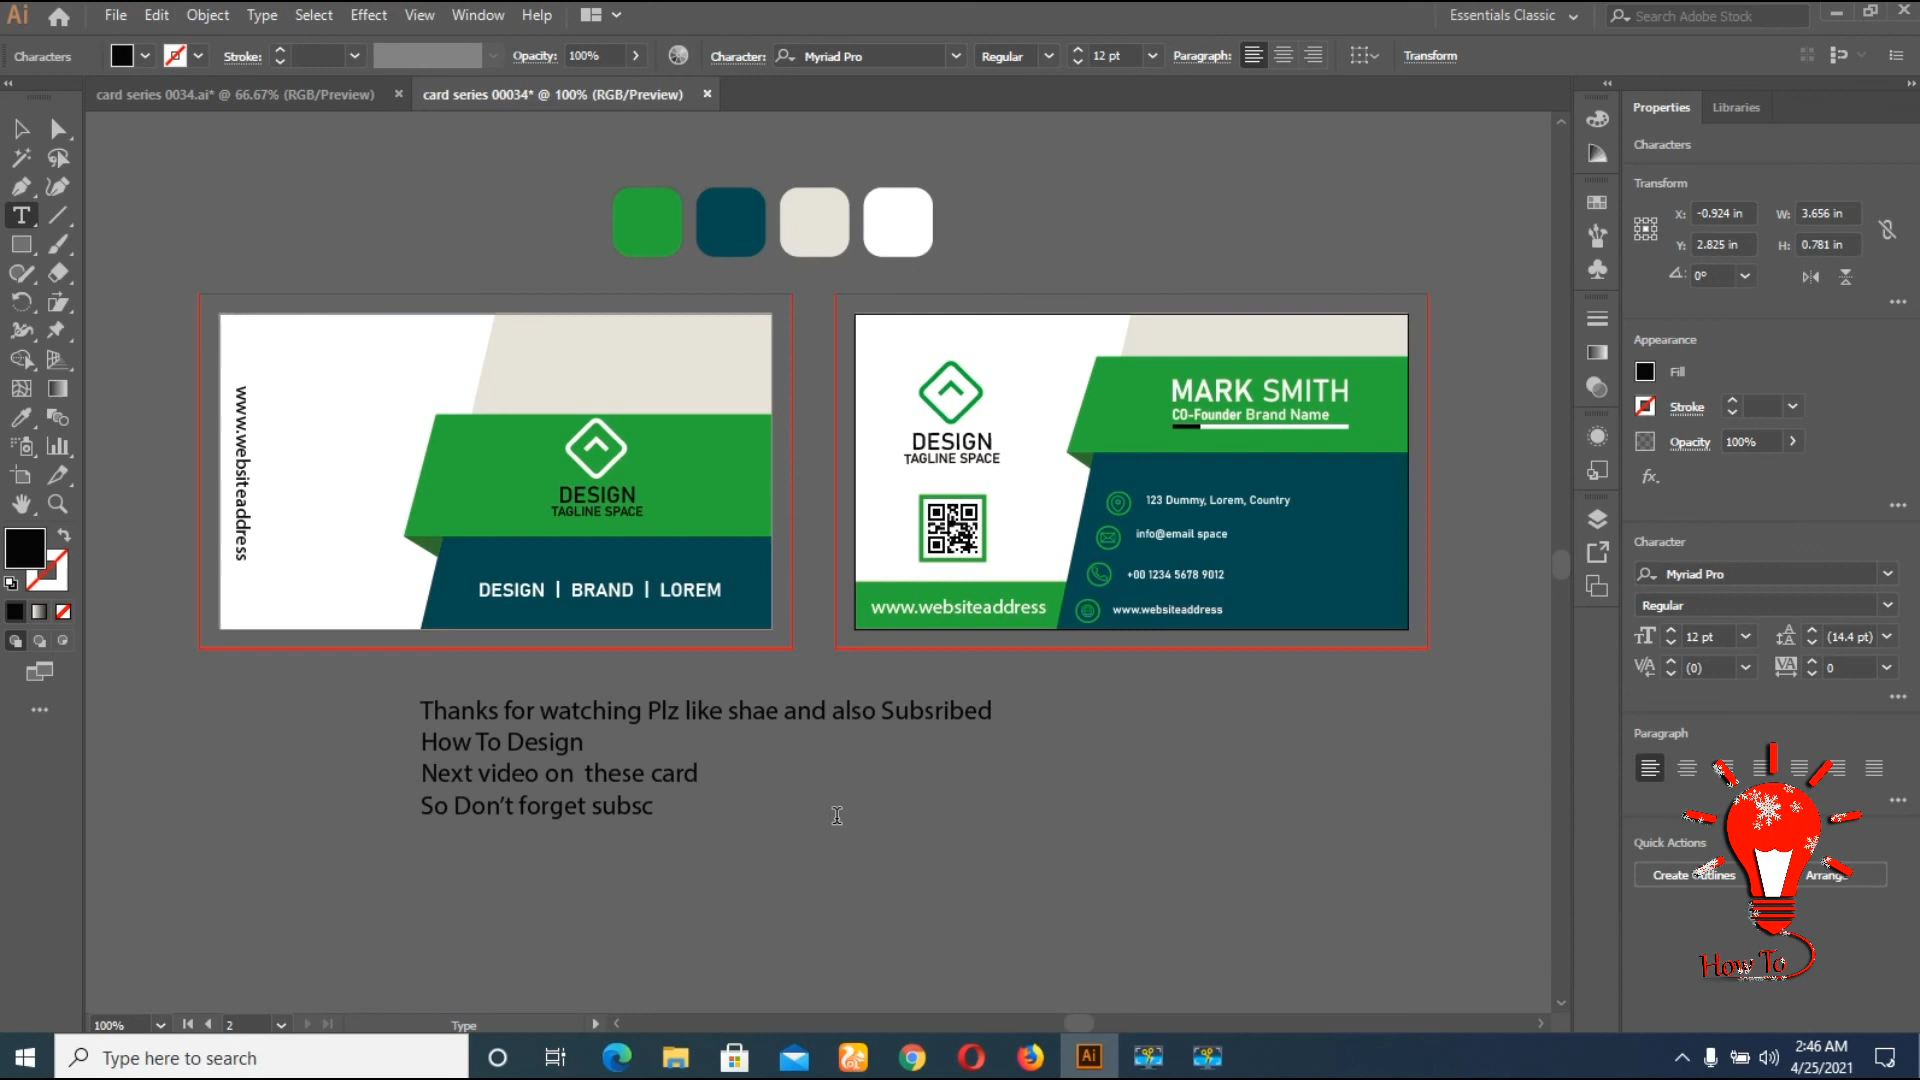 Ai File Edit Object Type Select Effect View Window Help Essentials Classic Search Adobe Stock
Characters Stroke: Opacity: 100% Character: Myriad Pro Regular 12 pt Paragraph: Transform
card series 0034.ai* @ 66.67% (RGB/Preview) card series 00034* @ 100% (RGB/Preview)
Properties Libraries
Characters
Transform
X: -0.924 in W: 3.656 in
Y: 2.825 in H: 0.781 in
0°
Appearance
Fill
Stroke
Opacity 100%
fx.
Character
Myriad Pro
Regular
12 pt (14.4 pt)
(0) 0
Paragraph
Quick Actions
Create Outlines Arrange
How To
www.websiteaddress
DESIGN
TAGLINE SPACE
DESIGN | BRAND | LOREM
DESIGN
TAGLINE SPACE
MARK SMITH
CO-Founder Brand Name
123 Dummy, Lorem, Country
info@email space
+00 1234 5678 9012
www.websiteaddress
www.websiteaddress
Thanks for watching Plz like shae and also Subsribed
How To Design
Next video on these card
So Don't forget subsc
100% 2 Type
Type here to search
Ai
2:46 AM
4/25/2021